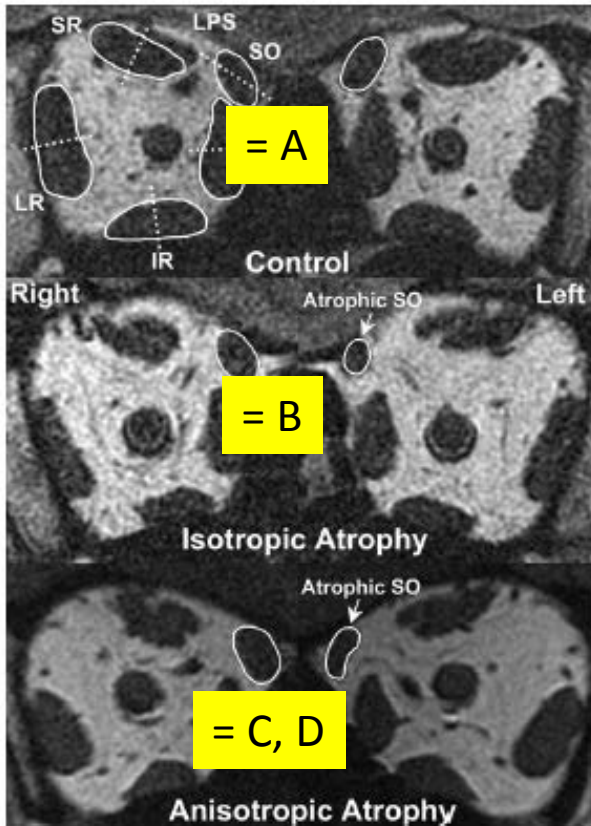 SR
LPS
SO
= A
LR
IR
Control
Right
Atrophic SO
Left
= B
Isotropic Atrophy
Atrophic SO
= C, D
Anisotropic Atrophy